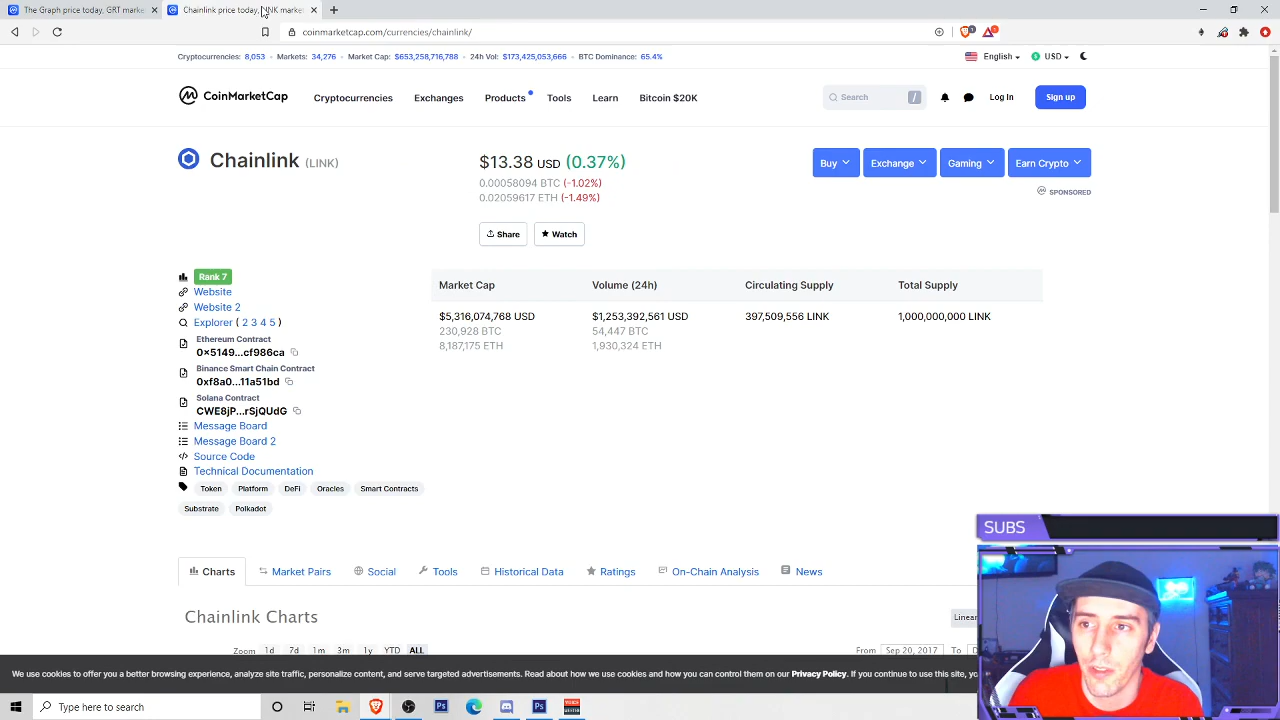 The Graph price today, GRT marke
Chainlink price today, LINK marke
coinmarketcap.com/currencies/chainlink/
Cryptocurrencies: 8,053 Markets: 34,276 Market Cap: $653,258,716,788 24h Vol: $173,425,053,666 BTC Dominance: 65.4%
English USD
CoinMarketCap Cryptocurrencies Exchanges Products Tools Learn Bitcoin $20K
Search / Log In Sign up
Chainlink (LINK)
$13.38 USD (0.37%)
0.00058094 BTC (-1.02%)
0.02059617 ETH (-1.49%)
Buy Exchange Gaming Earn Crypto
SPONSORED
Share Watch
Rank 7
Website
Website 2
Explorer ( 2 3 4 5 )
Ethereum Contract
0x5149...cf986ca
Binance Smart Chain Contract
0xf8a0...11a51bd
Solana Contract
CWE8jP...rSjQUdG
Message Board
Message Board 2
Source Code
Technical Documentation
Token Platform DeFi Oracles Smart Contracts
Substrate Polkadot
Market Cap Volume (24h) Circulating Supply Total Supply
$5,316,074,768 USD $1,253,392,561 USD 397,509,556 LINK 1,000,000,000 LINK
230,928 BTC 54,447 BTC
8,187,175 ETH 1,930,324 ETH
SUBS
Charts Market Pairs Social Tools Historical Data Ratings On-Chain Analysis News
Chainlink Charts
Linear
Zoom 1d 7d 1m 3m 1y YTD ALL From Sep 20, 2017 To D
We use cookies to offer you a better browsing experience, analyze site traffic, personalize content, and serve targeted advertisements. Read about how we use cookies and how you can control them on our Privacy Policy. If you continue to use this site, yo
Type here to search